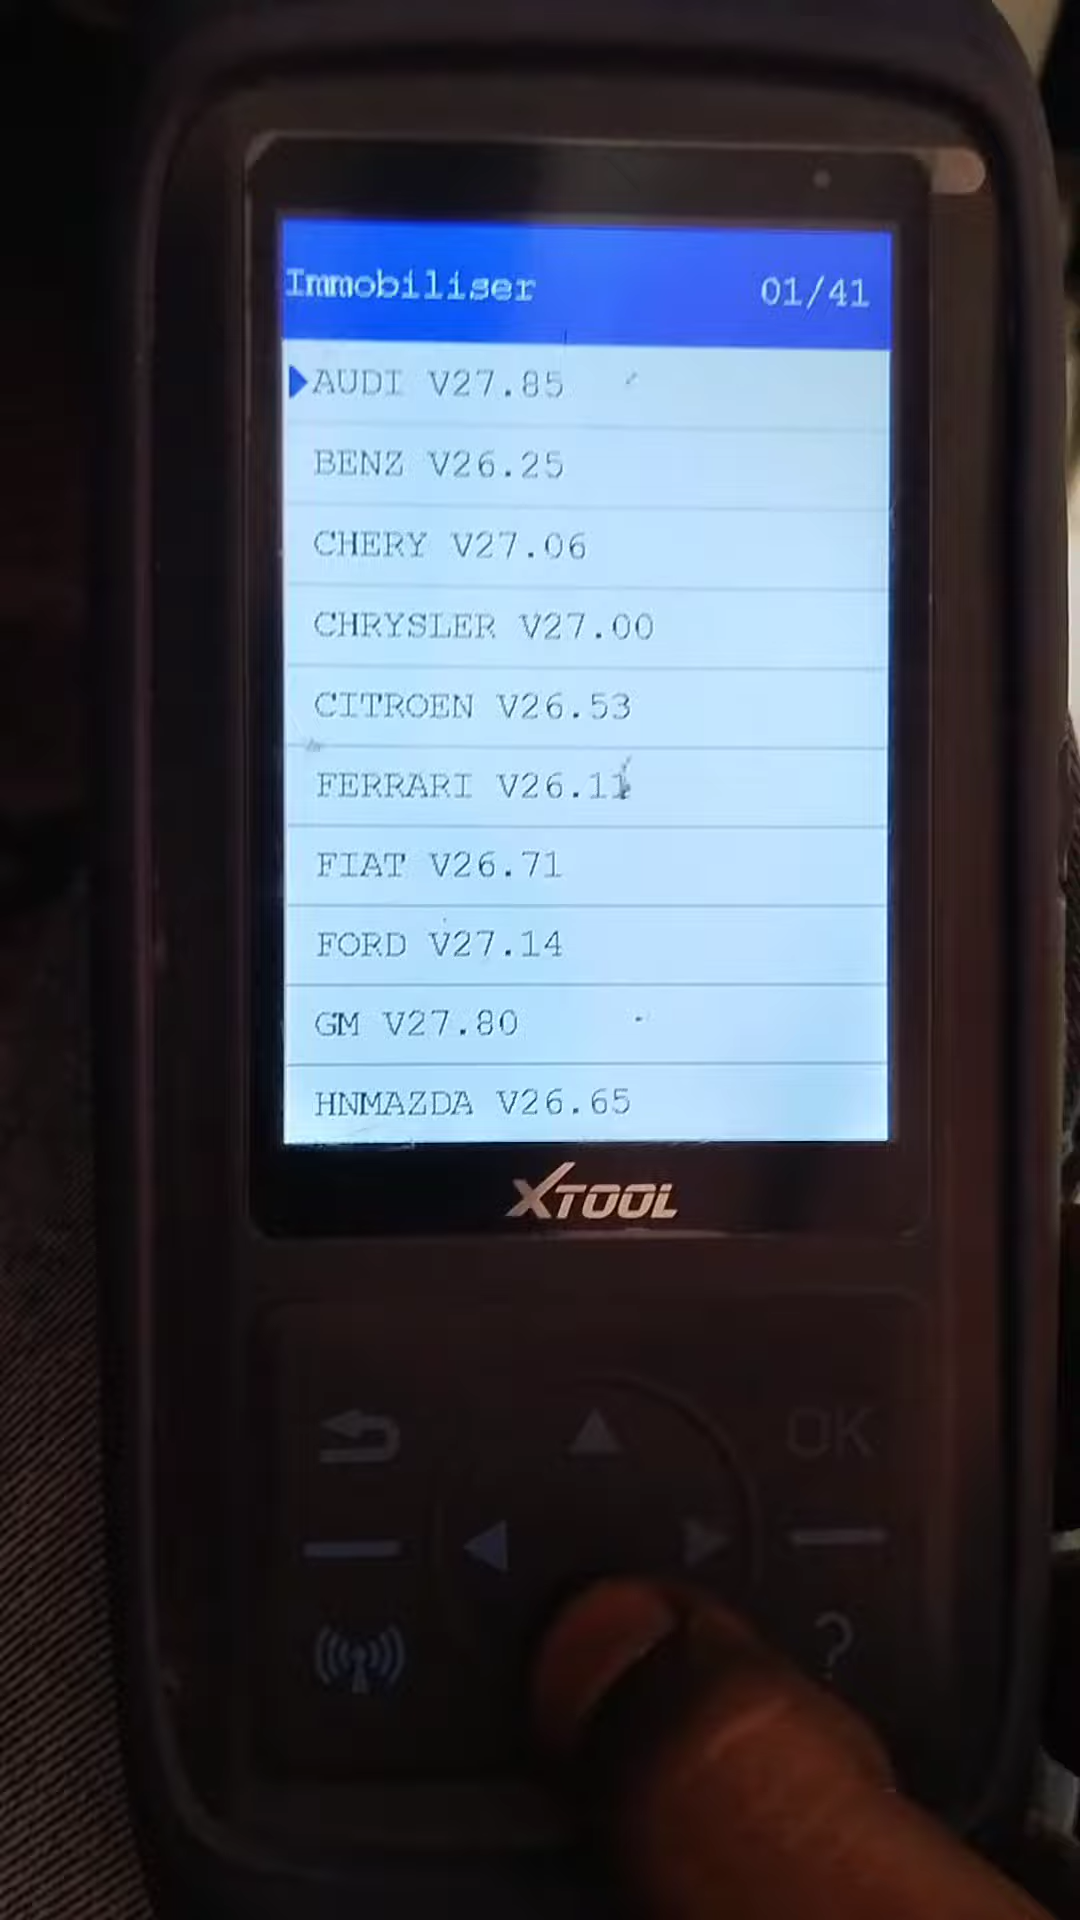 Immobiliser 01/41
AUDI V27.85
BENZ V26.25
CHERY V27.06
CHRYSLER V27.00
CITROEN V26.53
FERRARI V26.11
FIAT V26.71
FORD V27.14
GM V27.80
HNMAZDA V26.65
XTOOL
OK
?